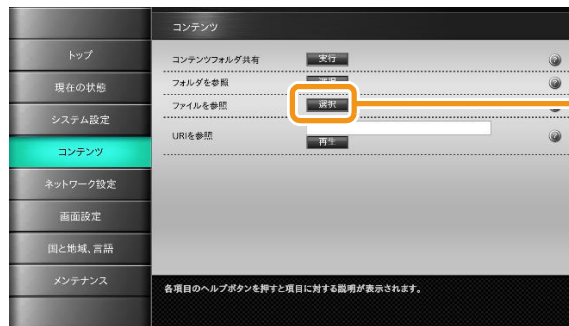 コンテンツ
トップ
現在の状態
システム設定
コンテンツ
ネットワーク設定
画面設定
国と地域、言語
メンテナンス
コンテンツフォルダ共有 実行
フォルダを参照 選択
ファイルを参照 選択
URIを参照
再生
各項目のヘルプボタンを押すと項目に対する説明が表示されます。